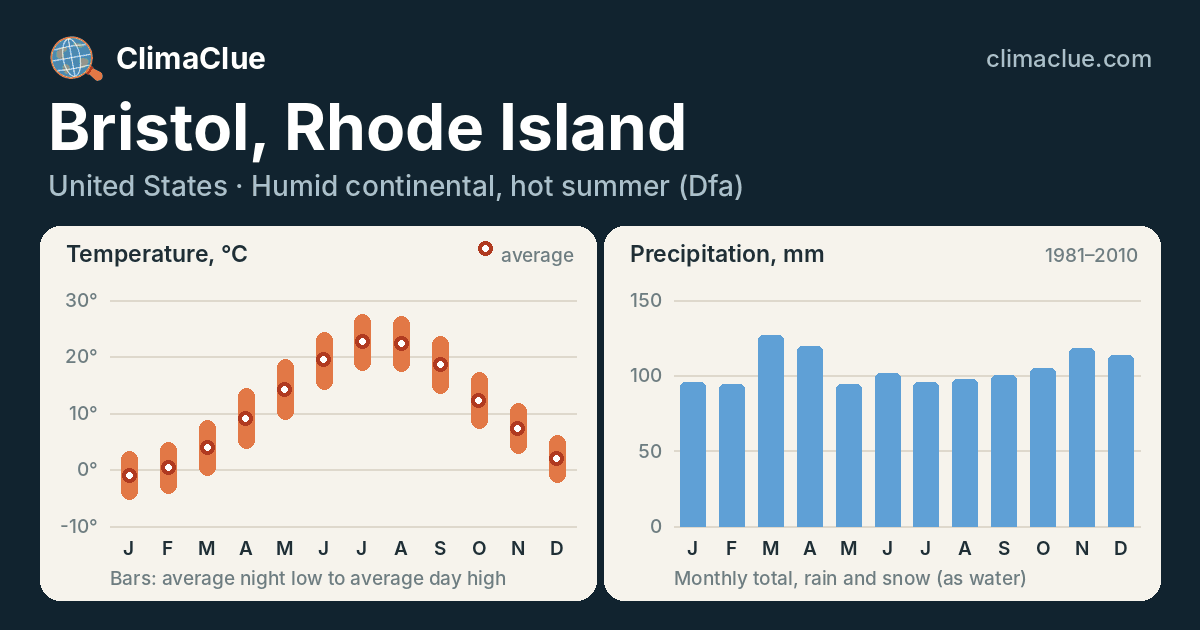 ClimaClue
climaclue.com
Bristol, Rhode Island
United States · Humid continental, hot summer (Dfa)
Temperature, °C
average
30°
20°
10°
0°
-10°
J F M A M J J A S O N D
Bars: average night low to average day high
Precipitation, mm
1981–2010
150
100
50
0
J F M A M J J A S O N D
Monthly total, rain and snow (as water)